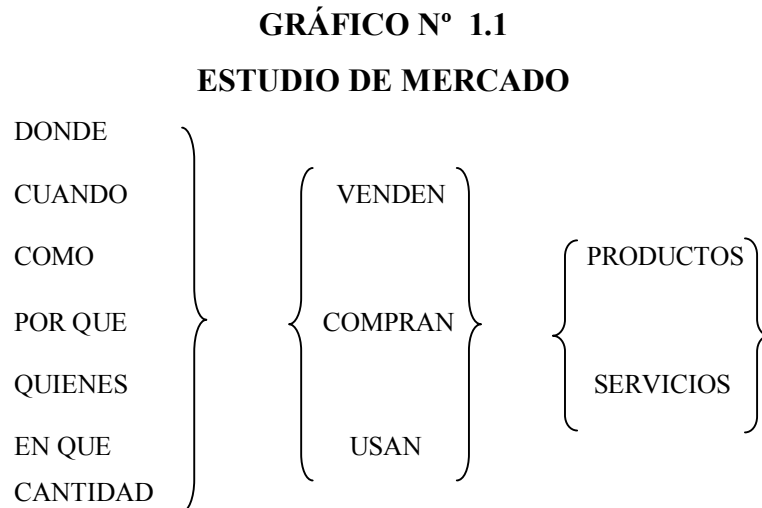 GRÁFICO Nº 1.1
ESTUDIO DE MERCADO
DONDE
CUANDO
COMO
POR QUE
QUIENES
EN QUE
CANTIDAD
VENDEN
COMPRAN
USAN
PRODUCTOS
SERVICIOS